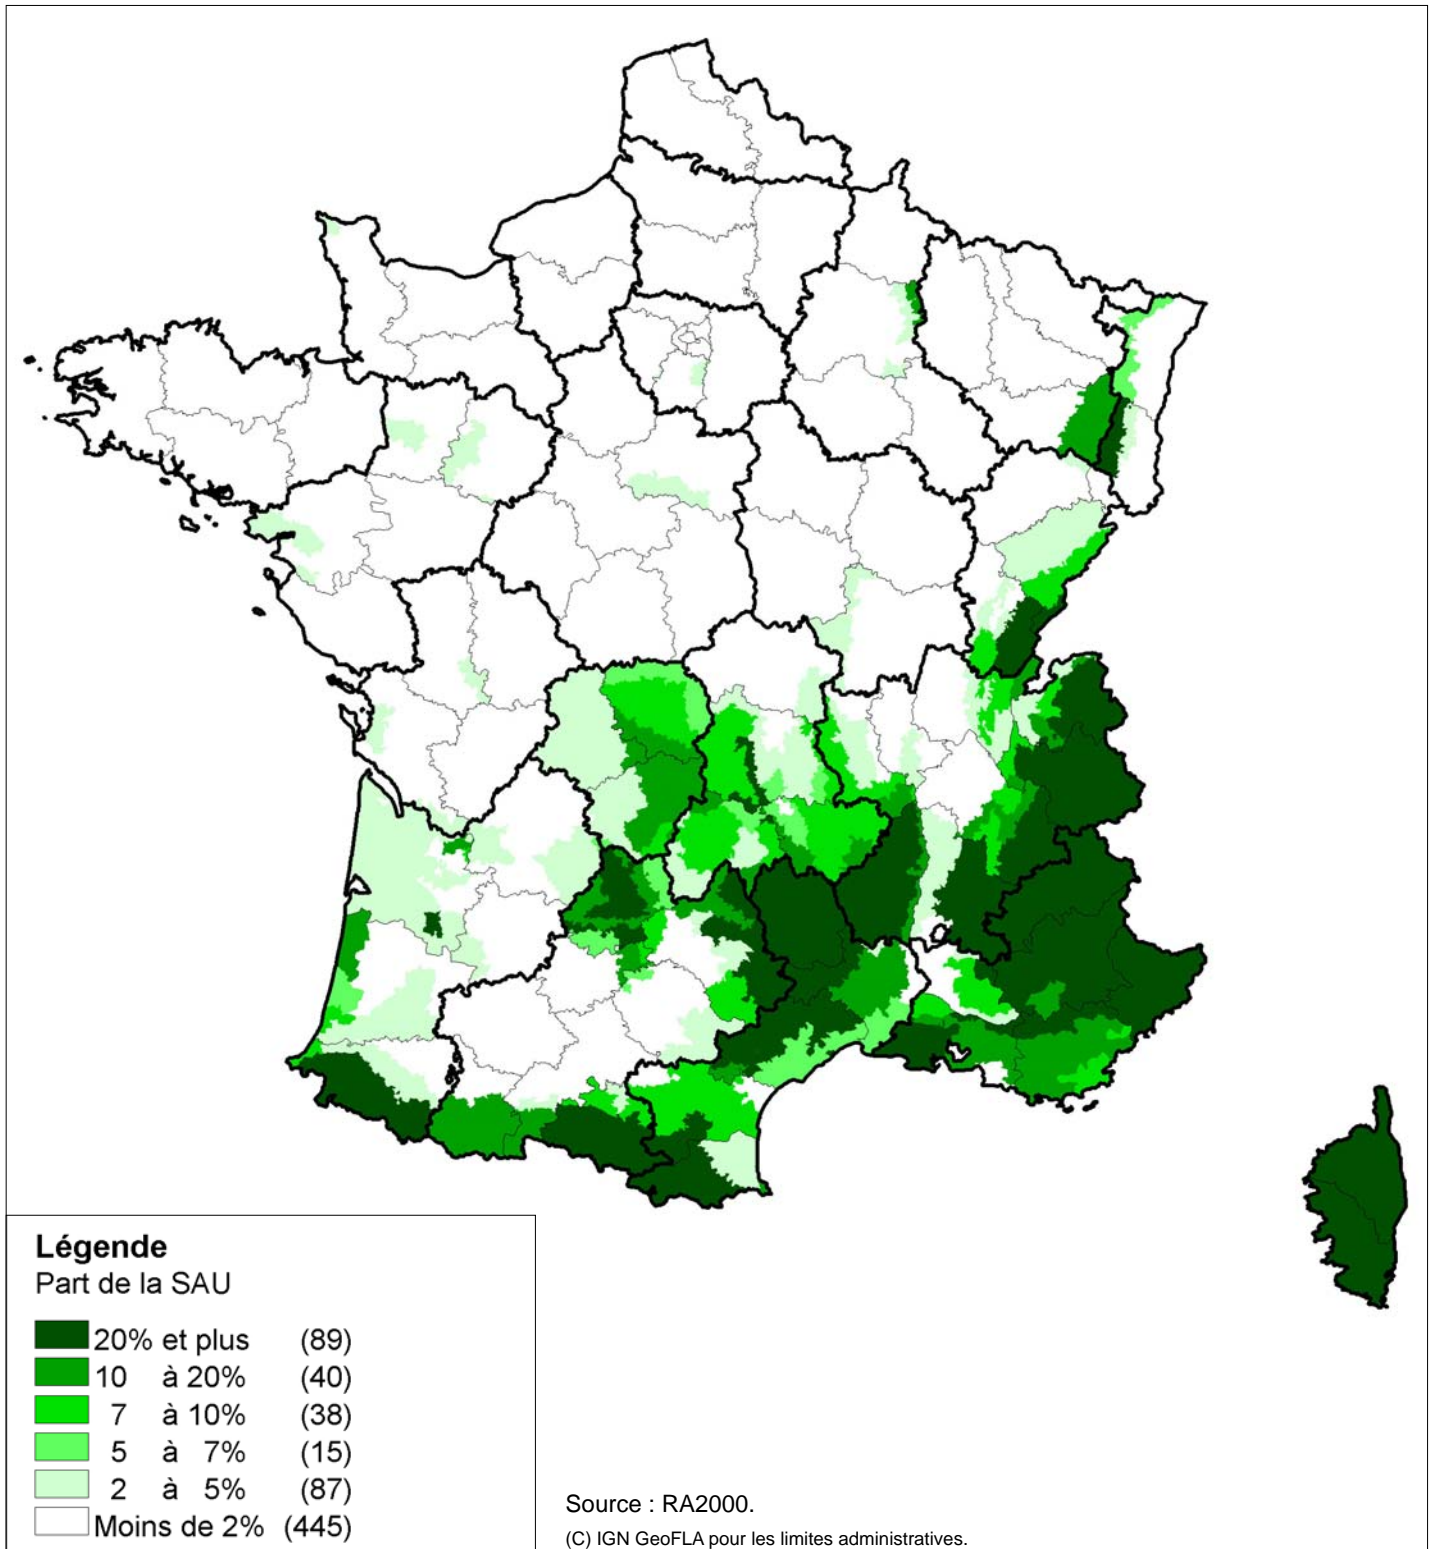 Légende
Part de la SAU
20% et plus (89)
10 à 20% (40)
7 à 10% (38)
5 à 7% (15)
2 à 5% (87)
Moins de 2% (445)
Source : RA2000.
(C) IGN GeoFLA pour les limites administratives.